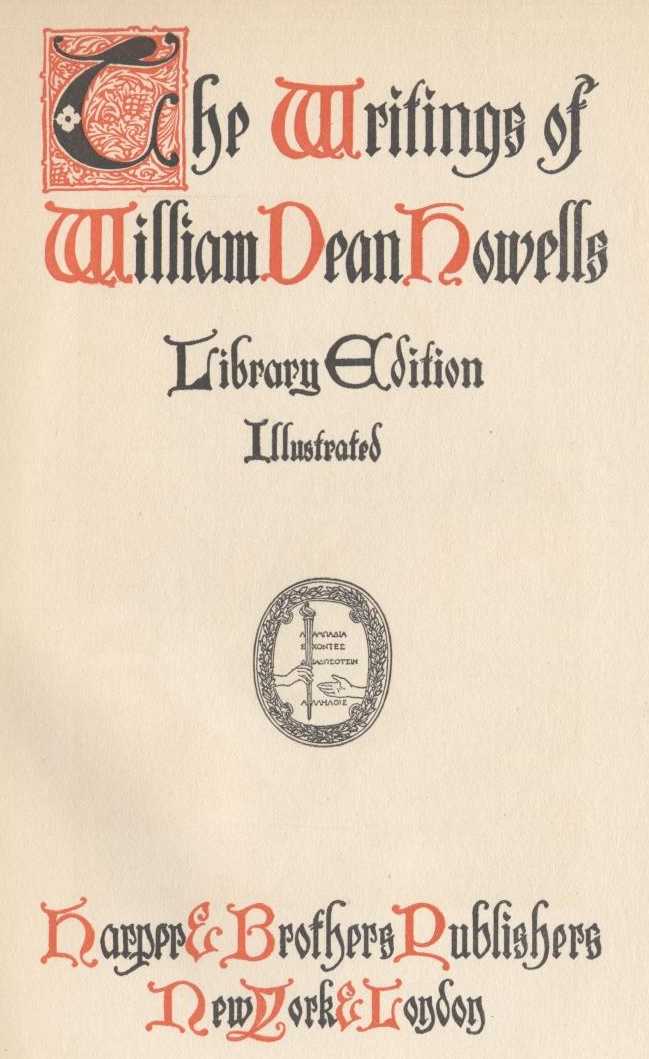 The Writings of
William Dean Howells
Library Edition
Illustrated
ΛΑΜΠΑΔΙΑ
ΕΧΟΝΤΕΣ
ΔΙΑΔΩΣΟΥΣΙΝ
ΑΛΛΗΛΟΙΣ
Harper & Brothers Publishers
New York & London